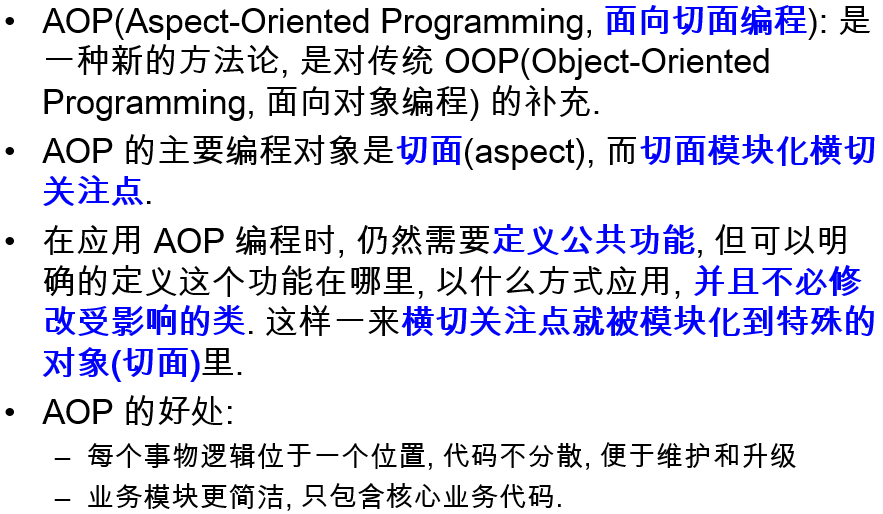 • AOP(Aspect-Oriented Programming, 面向切面编程): 是
一种新的方法论, 是对传统 OOP(Object-Oriented
Programming, 面向对象编程) 的补充.
• AOP 的主要编程对象是切面(aspect), 而切面模块化横切
关注点.
• 在应用 AOP 编程时, 仍然需要定义公共功能, 但可以明
确的定义这个功能在哪里, 以什么方式应用, 并且不必修
改受影响的类. 这样一来横切关注点就被模块化到特殊的
对象(切面)里.
• AOP 的好处:
– 每个事物逻辑位于一个位置, 代码不分散, 便于维护和升级
– 业务模块更简洁, 只包含核心业务代码.